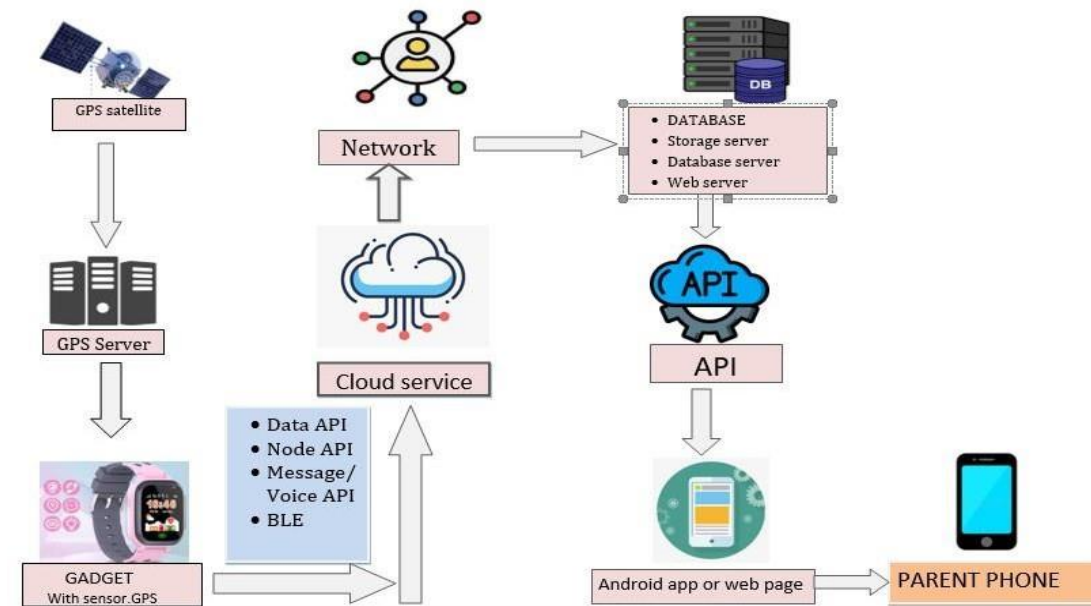 GPS satellite
GPS Server
GADGET
With sensor.GPS
• Data API
• Node API
• Message/
Voice API
• BLE
Cloud service
Network
DB
• DATABASE
• Storage server
• Database server
• Web server
API
API
Android app or web page
PARENT PHONE